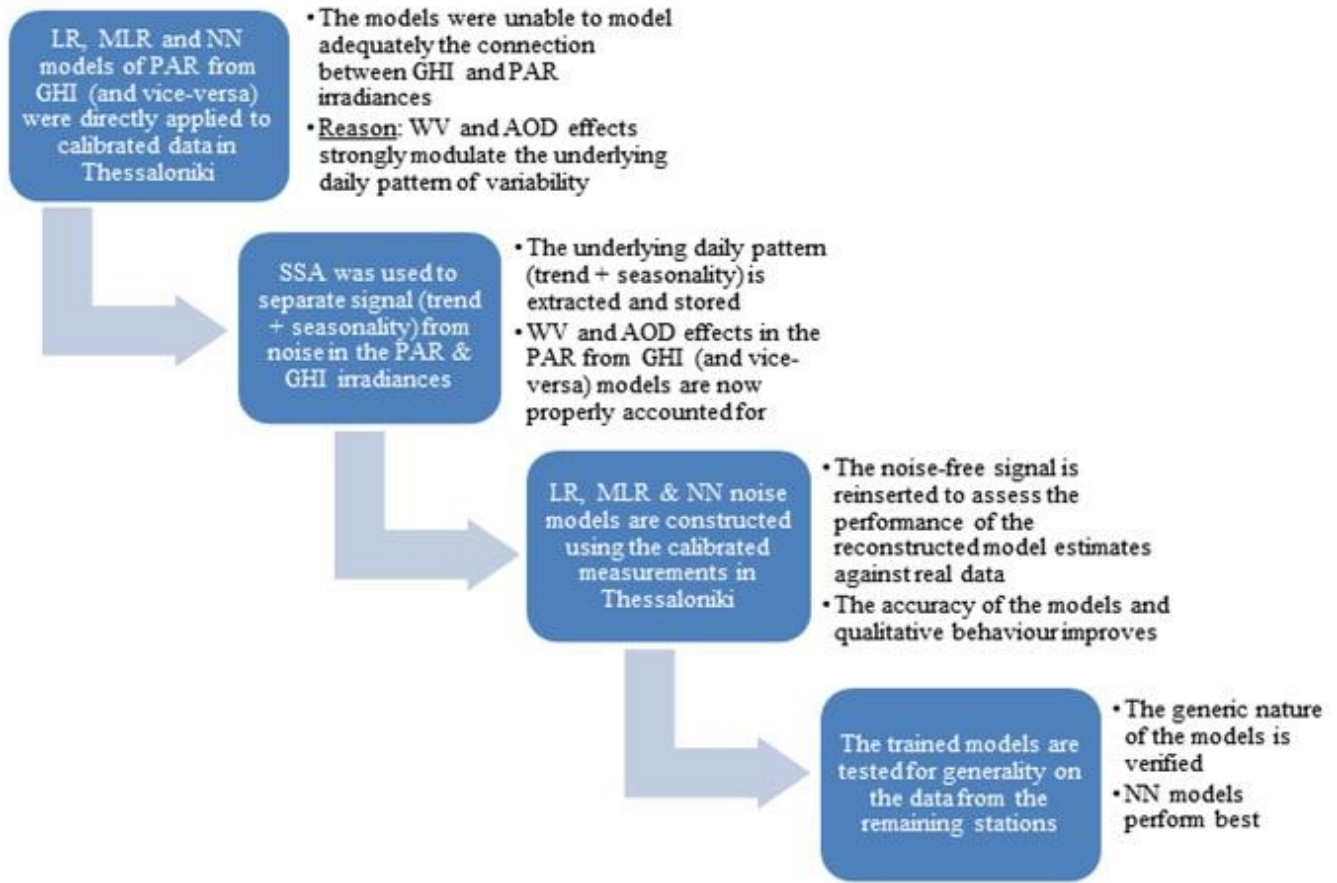 LR, MLR and NN
models of PAR from
GHI (and vice-versa)
were directly applied to
calibrated data in
Thessaloniki
• The models were unable to model
adequately the connection
between GHI and PAR
irradiances
• Reason: WV and AOD effects
strongly modulate the underlying
daily pattern of variability
SSA was used to
separate signal (trend
+ seasonality) from
noise in the PAR &
GHI irradiances
• The underlying daily pattern
(trend + seasonality) is
extracted and stored
• WV and AOD effects in the
PAR from GHI (and vice-
versa) models are now
properly accounted for
LR, MLR & NN noise
models are constructed
using the calibrated
measurements in
Thessaloniki
• The noise-free signal is
reinserted to assess the
performance of the
reconstructed model estimates
against real data
• The accuracy of the models and
qualitative behaviour improves
The trained models are
tested for generality on
the data from the
remaining stations
• The generic nature
of the models is
verified
• NN models
perform best